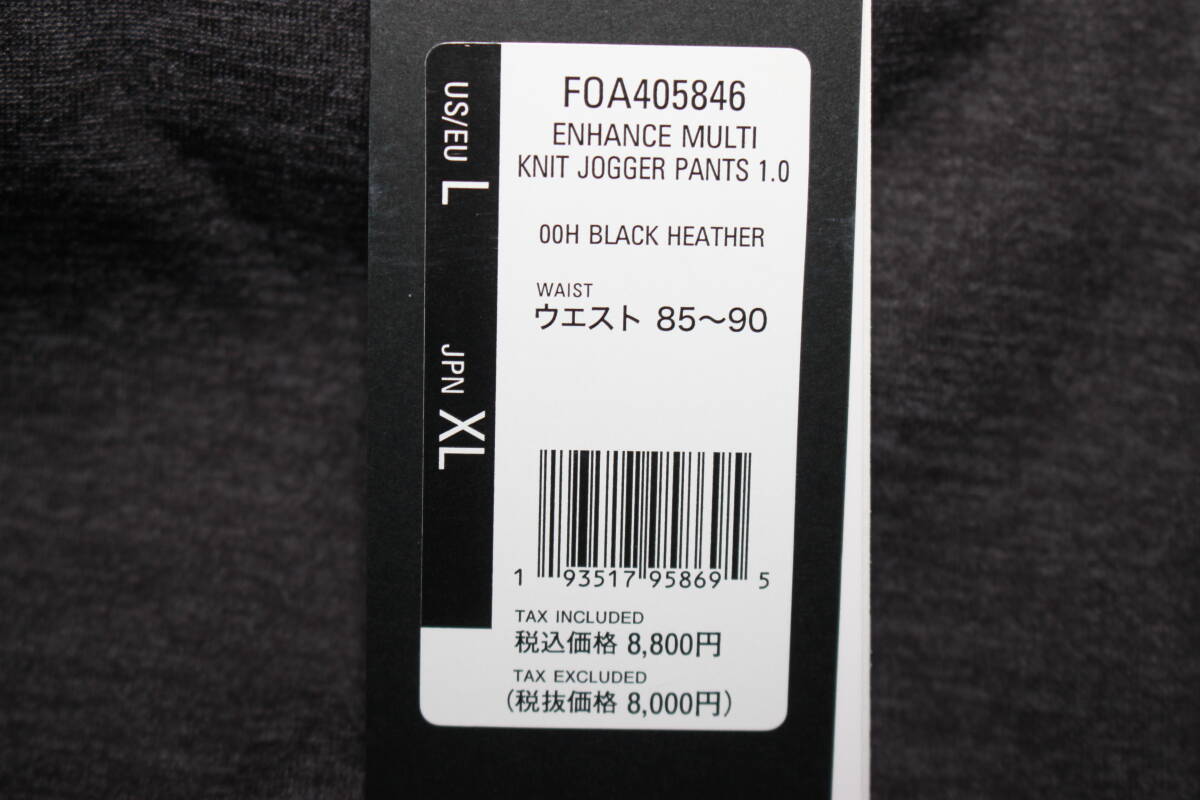 US/EU L
JPN XL
FOA405846
ENHANCE MULTI
KNIT JOGGER PANTS 1.0
00H BLACK HEATHER
WAIST
ウエスト 85～90
1 93517 95869 5
TAX INCLUDED
税込価格 8,800円
TAX EXCLUDED
(税抜価格 8,000円)